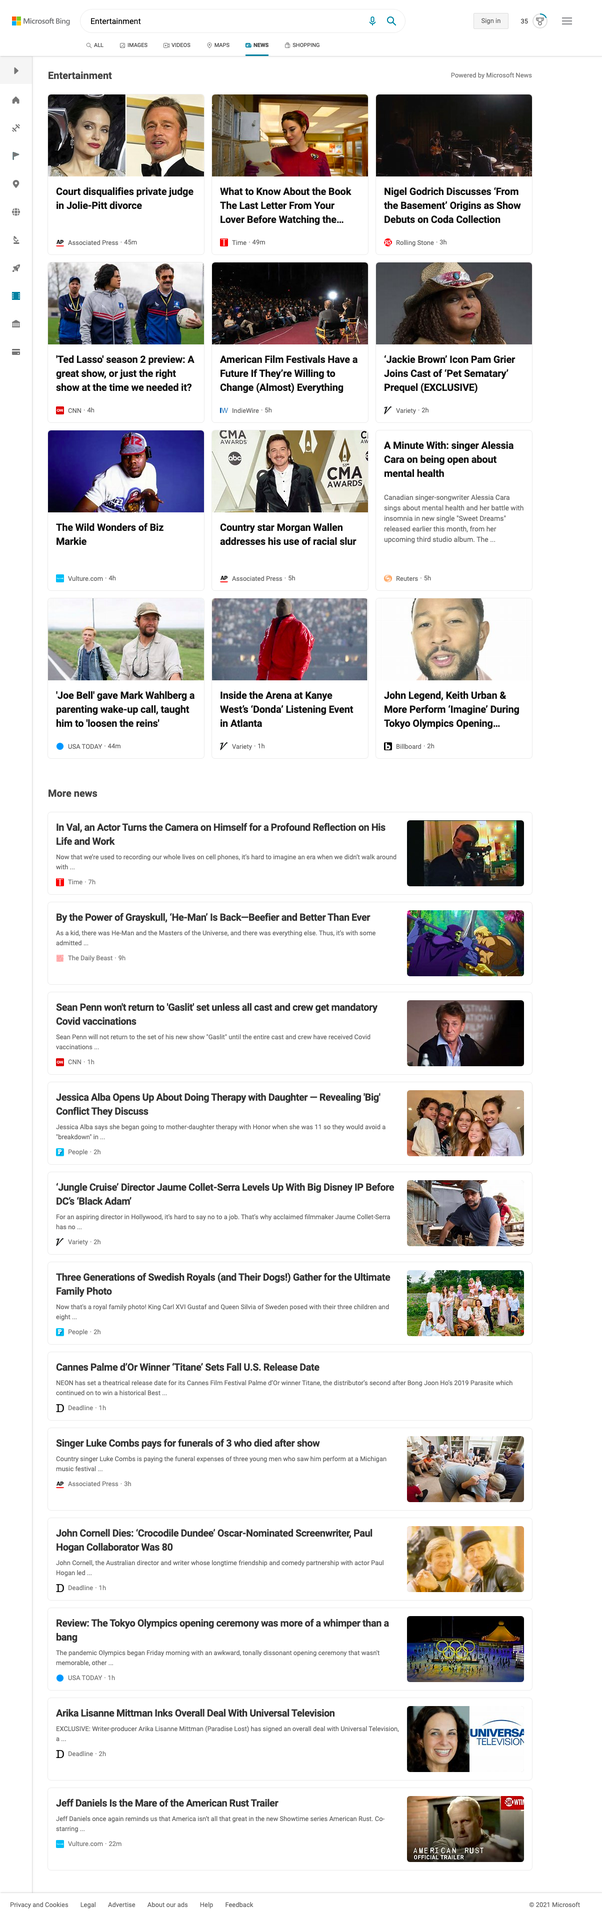 Microsoft Bing
Entertainment
Sign in
35
ALL
IMAGES
VIDEOS
MAPS
NEWS
SHOPPING
Entertainment
Powered by Microsoft News
Court disqualifies private judge
in Jolie-Pitt divorce
AP Associated Press · 45m
What to Know About the Book
The Last Letter From Your
Lover Before Watching the...
Time · 49m
Nigel Godrich Discusses ‘From
the Basement’ Origins as Show
Debuts on Coda Collection
Rolling Stone · 3h
'Ted Lasso' season 2 preview: A
great show, or just the right
show at the time we needed it?
CNN · 4h
American Film Festivals Have a
Future If They’re Willing to
Change (Almost) Everything
IW IndieWire · 5h
‘Jackie Brown’ Icon Pam Grier
Joins Cast of ‘Pet Sematary’
Prequel (EXCLUSIVE)
V Variety · 2h
BIZ
The Wild Wonders of Biz
Markie
Vulture.com · 4h
CMA
AWARDS
abc
CMA
AWARDS
Country star Morgan Wallen
addresses his use of racial slur
AP Associated Press · 5h
A Minute With: singer Alessia
Cara on being open about
mental health
Canadian singer-songwriter Alessia Cara
sings about mental health and her battle with
insomnia in new single "Sweet Dreams"
released earlier this month, from her
upcoming third studio album. The ...
Reuters · 5h
'Joe Bell' gave Mark Wahlberg a
parenting wake-up call, taught
him to 'loosen the reins'
USA TODAY · 44m
Inside the Arena at Kanye
West’s ‘Donda’ Listening Event
in Atlanta
V Variety · 1h
John Legend, Keith Urban &
More Perform ‘Imagine’ During
Tokyo Olympics Opening...
b Billboard · 2h
More news
In Val, an Actor Turns the Camera on Himself for a Profound Reflection on His
Life and Work
Now that we're used to recording our whole lives on cell phones, it's hard to imagine an era when we didn't walk around
with ...
Time · 7h
By the Power of Grayskull, ‘He-Man’ Is Back—Beefier and Better Than Ever
As a kid, there was He-Man and the Masters of the Universe, and there was everything else. Thus, it's with some
admitted ...
The Daily Beast · 9h
Sean Penn won't return to 'Gaslit' set unless all cast and crew get mandatory
Covid vaccinations
Sean Penn will not return to the set of his new show "Gaslit" until the entire cast and crew have received Covid
vaccinations ...
CNN · 1h
Jessica Alba Opens Up About Doing Therapy with Daughter — Revealing 'Big'
Conflict They Discuss
Jessica Alba says she began going to mother-daughter therapy with Honor when she was 11 so they would avoid a
"breakdown" in ...
People · 2h
‘Jungle Cruise’ Director Jaume Collet-Serra Levels Up With Big Disney IP Before
DC’s ‘Black Adam’
For an aspiring director in Hollywood, it's hard to say no to a job. That's why acclaimed filmmaker Jaume Collet-Serra
has no ...
V Variety · 2h
Three Generations of Swedish Royals (and Their Dogs!) Gather for the Ultimate
Family Photo
Now that's a royal family photo! King Carl XVI Gustaf and Queen Silvia of Sweden posed with their three children and
eight ...
People · 2h
Cannes Palme d’Or Winner ‘Titane’ Sets Fall U.S. Release Date
NEON has set a theatrical release date for its Cannes Film Festival Palme d'Or winner Titane, the distributor's second after Bong Joon Ho's 2019 Parasite which
continued on to win a historical Best ...
D Deadline · 1h
Singer Luke Combs pays for funerals of 3 who died after show
Country singer Luke Combs is paying the funeral expenses of three young men who saw him perform at a Michigan
music festival ...
AP Associated Press · 3h
John Cornell Dies: ‘Crocodile Dundee’ Oscar-Nominated Screenwriter, Paul
Hogan Collaborator Was 80
John Cornell, the Australian director and writer whose longtime friendship and comedy partnership with actor Paul
Hogan led ...
D Deadline · 1h
Review: The Tokyo Olympics opening ceremony was more of a whimper than a
bang
The pandemic Olympics began Friday morning with an awkward, tonally dissonant opening ceremony that wasn't
memorable, other ...
USA TODAY · 1h
Arika Lisanne Mittman Inks Overall Deal With Universal Television
EXCLUSIVE: Writer-producer Arika Lisanne Mittman (Paradise Lost) has signed an overall deal with Universal Television,
a ...
D Deadline · 2h
UNIVERSA
TELEVISION
Jeff Daniels Is the Mare of the American Rust Trailer
Jeff Daniels once again reminds us that America isn't all that great in the new Showtime series American Rust. Co-
starring ...
Vulture.com · 22m
AMERICAN RUST
OFFICIAL TRAILER
Privacy and Cookies
Legal
Advertise
About our ads
Help
Feedback
© 2021 Microsoft